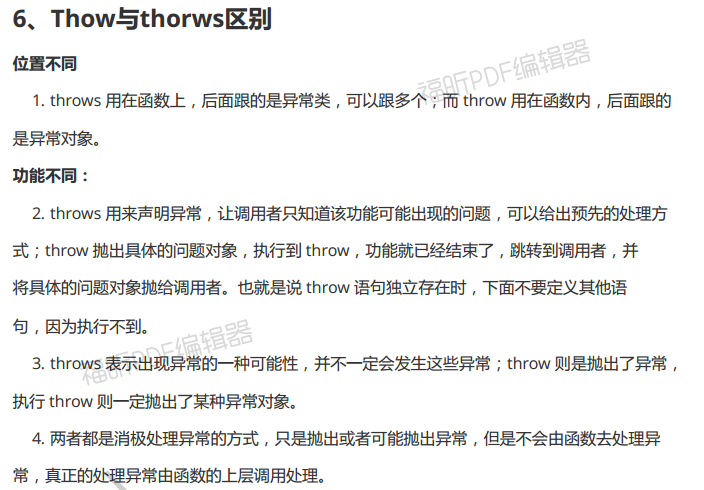 6、Thow与thorws区别
位置不同
1. throws 用在函数上，后面跟的是异常类，可以跟多个；而 throw 用在函数内，后面跟的
是异常对象。
功能不同：
2. throws 用来声明异常，让调用者只知道该功能可能出现的问题，可以给出预先的处理方
式；throw 抛出具体的问题对象，执行到 throw，功能就已经结束了，跳转到调用者，并
将具体的问题对象抛给调用者。也就是说 throw 语句独立存在时，下面不要定义其他语
句，因为执行不到。
3. throws 表示出现异常的一种可能性，并不一定会发生这些异常；throw 则是抛出了异常，
执行 throw 则一定抛出了某种异常对象。
4. 两者都是消极处理异常的方式，只是抛出或者可能抛出异常，但是不会由函数去处理异
常，真正的处理异常由函数的上层调用处理。
福昕PDF编辑器
福昕PDF编辑器